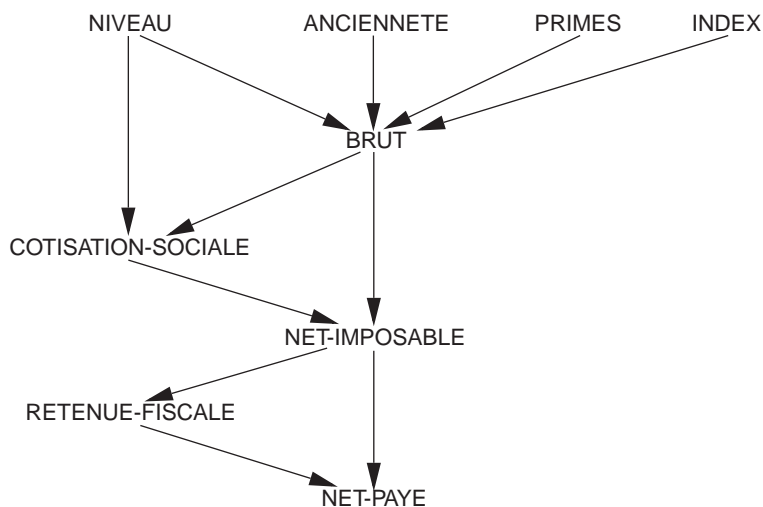 NIVEAU ANCIENNETE PRIMES INDEX
BRUT
COTISATION-SOCIALE
NET-IMPOSABLE
RETENUE-FISCALE
NET-PAYE